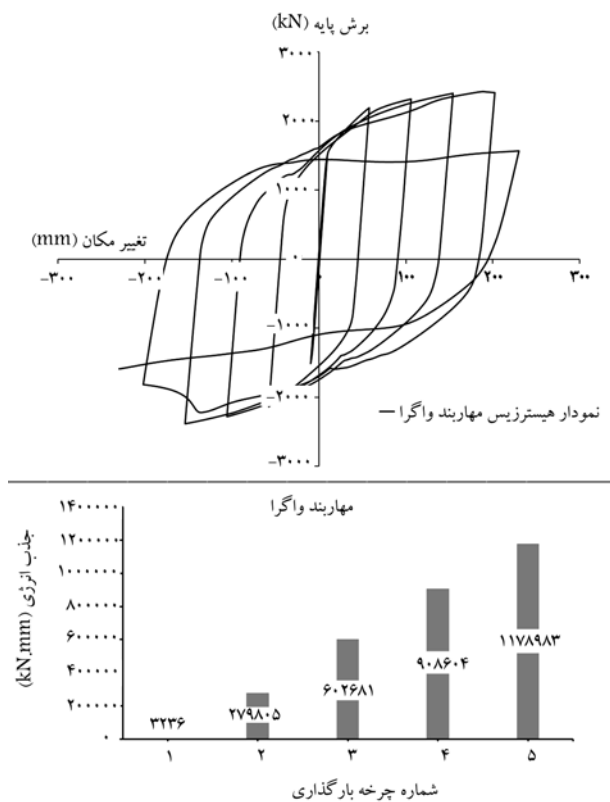 برش پایه (kN)
۳۰۰۰
۲۰۰۰
۱۰۰۰
تغییر مکان (mm)
−۳۰۰ −۲۰۰ −۱۰۰ ۰ ۰ ۱۰۰ ۲۰۰ ۳۰۰
−۱۰۰۰
−۲۰۰۰
نمودار هیسترزیس مهاربند واگرا
−۳۰۰۰
مهاربند واگرا
جذب انرژی (kN.mm)
۱۴۰۰۰۰۰
۱۲۰۰۰۰۰
۱۰۰۰۰۰۰
۸۰۰۰۰۰
۶۰۰۰۰۰
۴۰۰۰۰۰
۲۰۰۰۰۰
۰
۳۲۳۶ ۲۷۹۸۰۵ ۶۰۲۶۸۱ ۹۰۸۶۰۴ ۱۱۷۸۹۸۳
۱ ۲ ۳ ۴ ۵
شماره چرخه بارگذاری